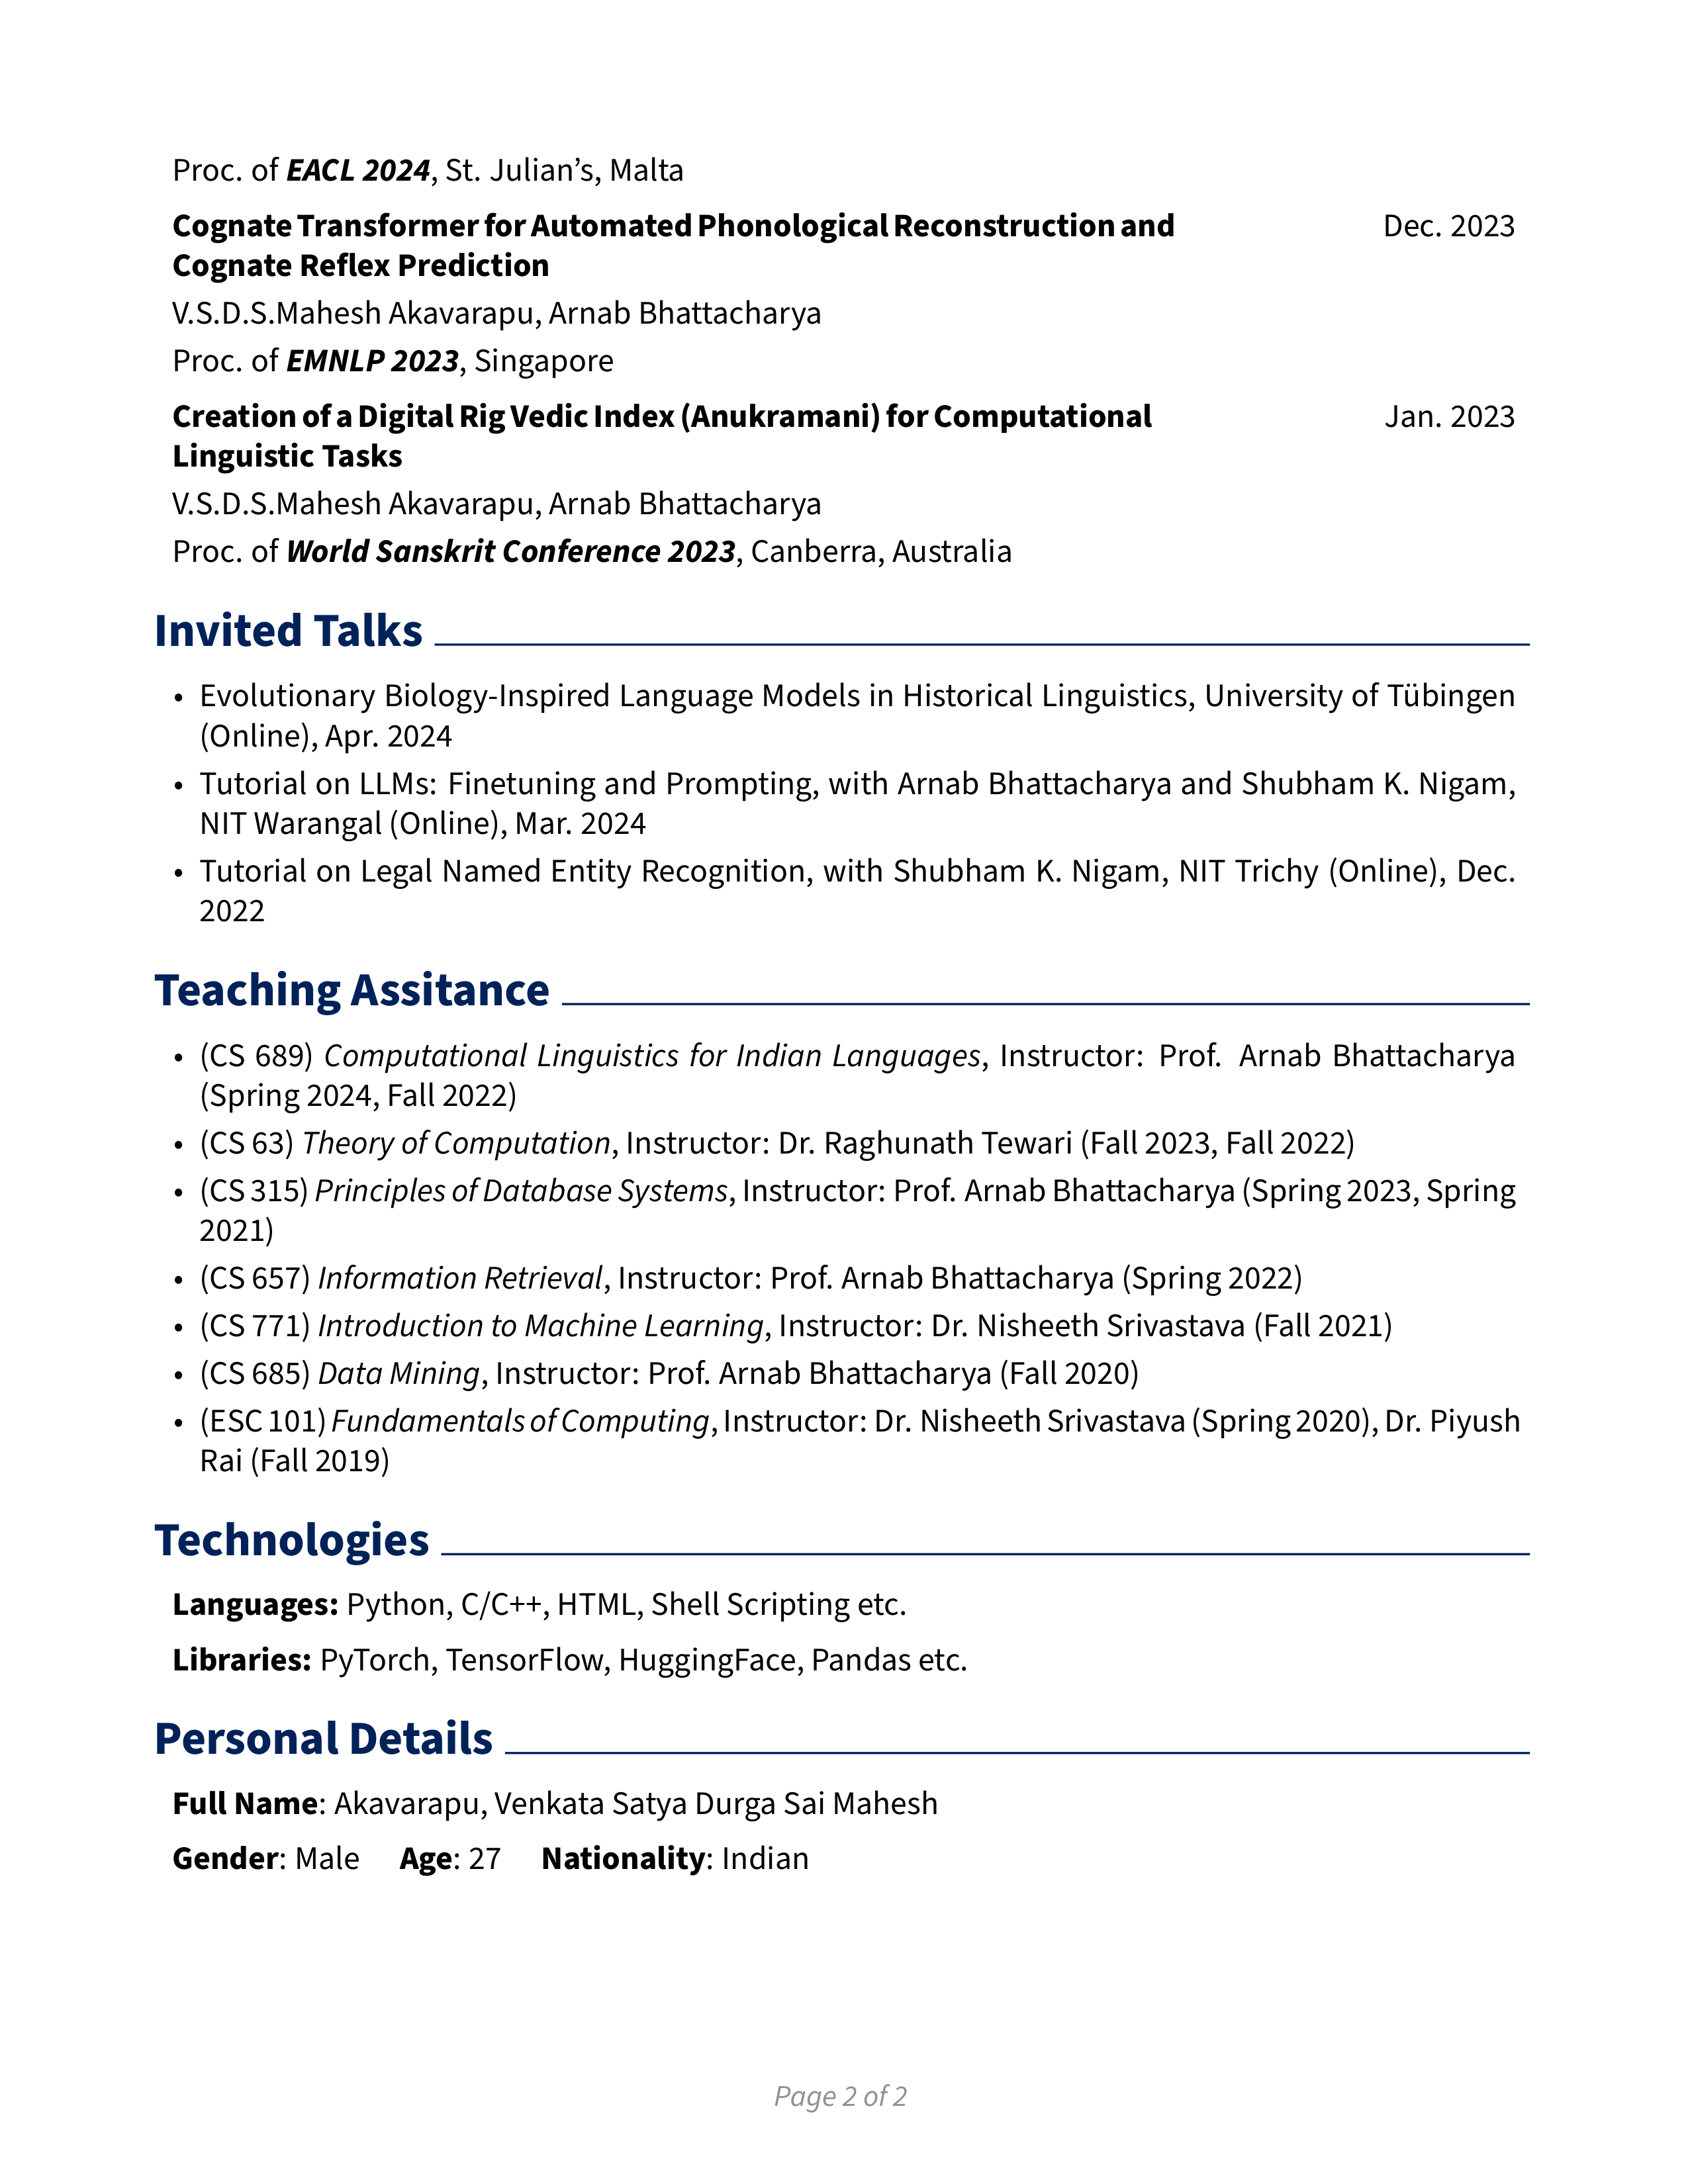 Proc. of EACL 2024, St. Julian’s, Malta
Cognate Transformer for Automated Phonological Reconstruction and Dec. 2023
Cognate Reflex Prediction
V.S.D.S.Mahesh Akavarapu, Arnab Bhattacharya
Proc. of EMNLP 2023, Singapore
Creation of a Digital Rig Vedic Index (Anukramani) for Computational Jan. 2023
Linguistic Tasks
V.S.D.S.Mahesh Akavarapu, Arnab Bhattacharya
Proc. of World Sanskrit Conference 2023, Canberra, Australia
Invited Talks
• Evolutionary Biology-Inspired Language Models in Historical Linguistics, University of Tübingen
(Online), Apr. 2024
• Tutorial on LLMs: Finetuning and Prompting, with Arnab Bhattacharya and Shubham K. Nigam,
NIT Warangal (Online), Mar. 2024
• Tutorial on Legal Named Entity Recognition, with Shubham K. Nigam, NIT Trichy (Online), Dec.
2022
Teaching Assitance
• (CS 689) Computational Linguistics for Indian Languages, Instructor: Prof. Arnab Bhattacharya
(Spring 2024, Fall 2022)
• (CS 63) Theory of Computation, Instructor: Dr. Raghunath Tewari (Fall 2023, Fall 2022)
• (CS 315) Principles of Database Systems, Instructor: Prof. Arnab Bhattacharya (Spring 2023, Spring
2021)
• (CS 657) Information Retrieval, Instructor: Prof. Arnab Bhattacharya (Spring 2022)
• (CS 771) Introduction to Machine Learning, Instructor: Dr. Nisheeth Srivastava (Fall 2021)
• (CS 685) Data Mining, Instructor: Prof. Arnab Bhattacharya (Fall 2020)
• (ESC 101) Fundamentals of Computing, Instructor: Dr. Nisheeth Srivastava (Spring 2020), Dr. Piyush
Rai (Fall 2019)
Technologies
Languages: Python, C/C++, HTML, Shell Scripting etc.
Libraries: PyTorch, TensorFlow, HuggingFace, Pandas etc.
Personal Details
Full Name: Akavarapu, Venkata Satya Durga Sai Mahesh
Gender: Male Age: 27 Nationality: Indian
Page 2 of 2